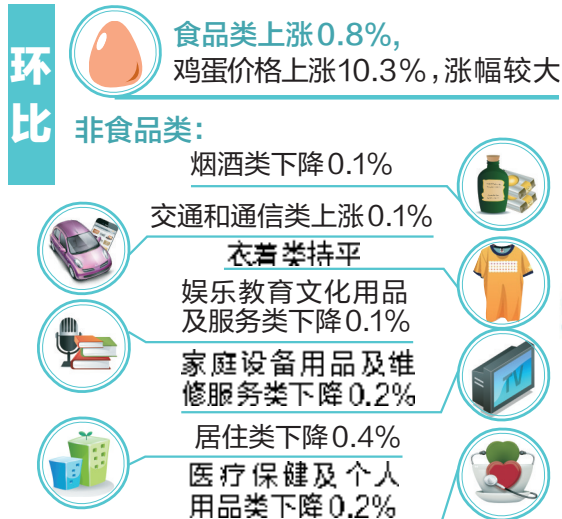 环比
食品类上涨0.8%,
鸡蛋价格上涨10.3%,涨幅较大
非食品类:
烟酒类下降0.1%
交通和通信类上涨0.1%
衣着类持平
娱乐教育文化用品
及服务类下降0.1%
家庭设备用品及维
修服务类下降0.2%
TV
居住类下降0.4%
医疗保健及个人
用品类下降0.2%